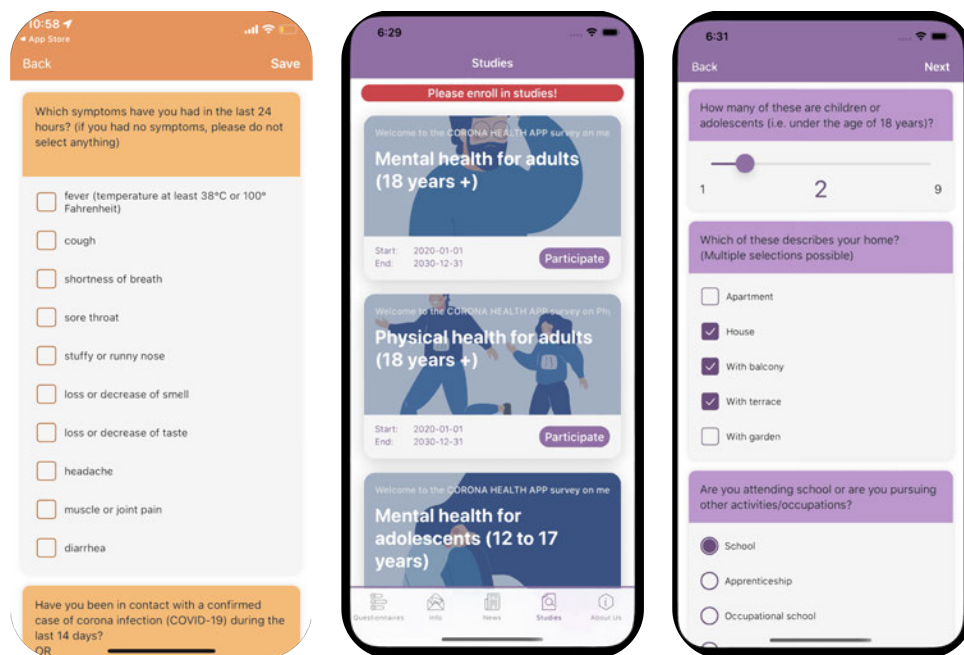 10:58
App Store
Back
Save
Which symptoms have you had in the last 24
hours? (if you had no symptoms, please do not
select anything)
fever (temperature at least 38°C or 100°
Fahrenheit)
cough
shortness of breath
sore throat
stuffy or runny nose
loss or decrease of smell
loss or decrease of taste
headache
muscle or joint pain
diarrhea
Have you been in contact with a confirmed
case of corona infection (COVID-19) during the
last 14 days?
OR
6:29
Studies
Please enroll in studies!
Welcome to the CORONA HEALTH APP survey on me
Mental health for adults
(18 years +)
Start: 2020-01-01
End: 2030-12-31
Participate
Welcome to the CORONA HEALTH APP survey on Ph
Physical health for adults
(18 years +)
Start: 2020-01-01
End: 2030-12-31
Participate
Welcome to the CORONA HEALTH APP survey on me
Mental health for
adolescents (12 to 17
years)
Questionnaires
Info
News
Studies
About Us
6:31
Back
Next
How many of these are children or
adolescents (i.e. under the age of 18 years)?
1
2
9
Which of these describes your home?
(Multiple selections possible)
Apartment
House
With balcony
With terrace
With garden
Are you attending school or are you pursuing
other activities/occupations?
School
Apprenticeship
Occupational school